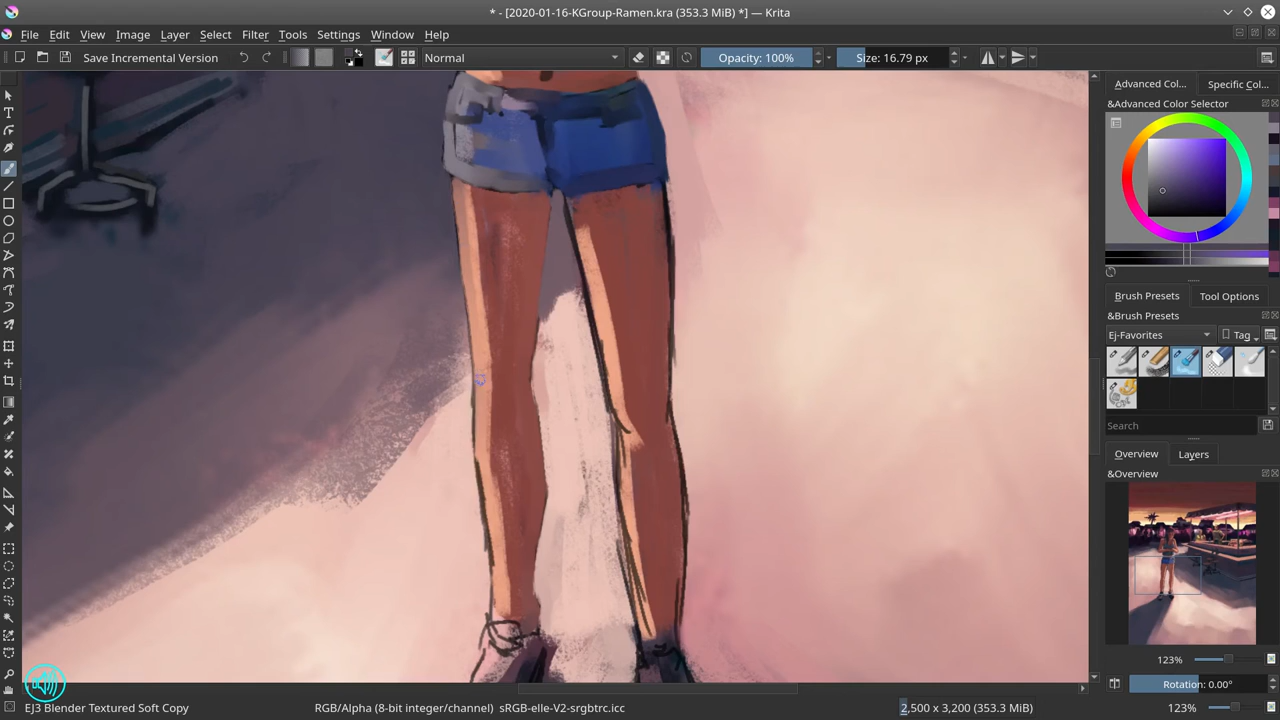 * - [2020-01-16-KGroup-Ramen.kra (353.3 MiB) *] — Krita
File Edit View Image Layer Select Filter Tools Settings Window Help
Save Incremental Version Normal Opacity: 100% Size: 16.79 px
Advanced Col... Specific Col...
&Advanced Color Selector
Brush Presets Tool Options
&Brush Presets
Ej-Favorites Tag
Search
Overview Layers
&Overview
123%
Rotation: 0.00°
EJ3 Blender Textured Soft Copy RGB/Alpha (8-bit integer/channel) sRGB-elle-V2-srgbtrc.icc 2,500 x 3,200 (353.3 MiB) 123%